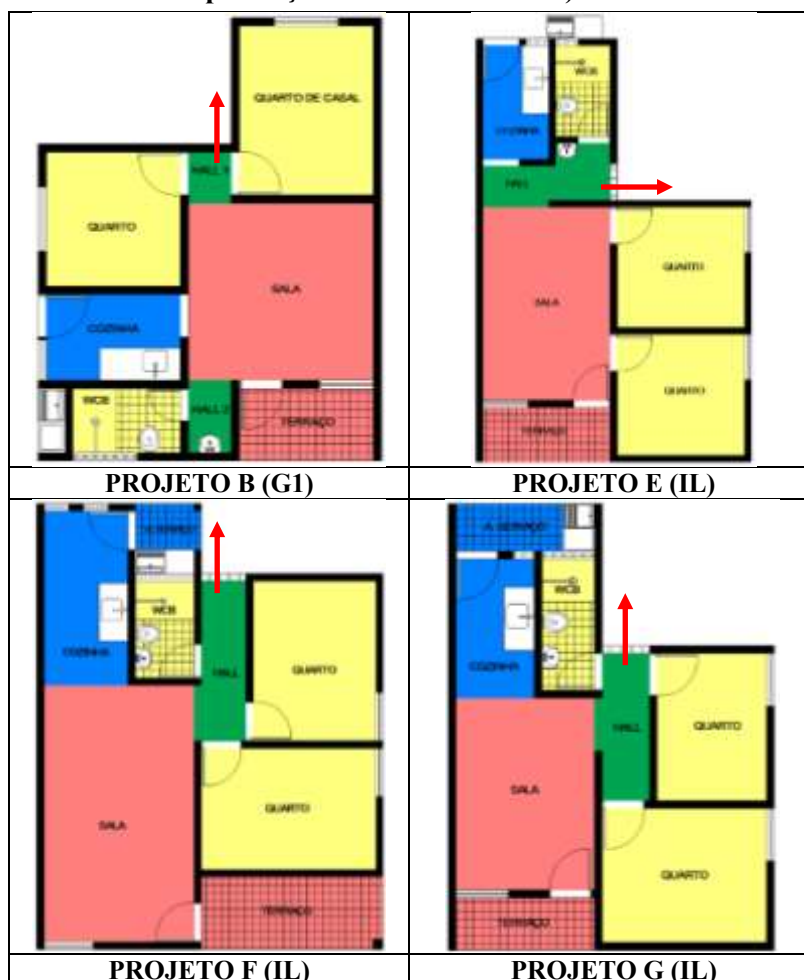 QUARTO DE CASAL
HALL 1
QUARTO
SALA
COZINHA
WCB
HALL 2
TERRAÇO
PROJETO B (G1)
WCB
COZINHA
HALL
QUARTO
SALA
QUARTO
TERRAÇO
PROJETO E (IL)
WCB
COZINHA
QUARTO
HALL
QUARTO
SALA
TERRAÇO
PROJETO F (IL)
A. SERVIÇO
WCB
COZINHA
HALL
QUARTO
SALA
QUARTO
TERRAÇO
PROJETO G (IL)